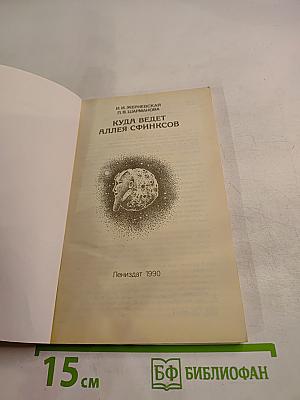 И. И. ЖЕРНЕВСКАЯ
Л. В. ШАРМАНОВА
КУДА ВЕДЕТ
АЛЛЕЯ СФИНКСОВ
Лениздат 1990
15 см
БФ БИБЛИОФАН